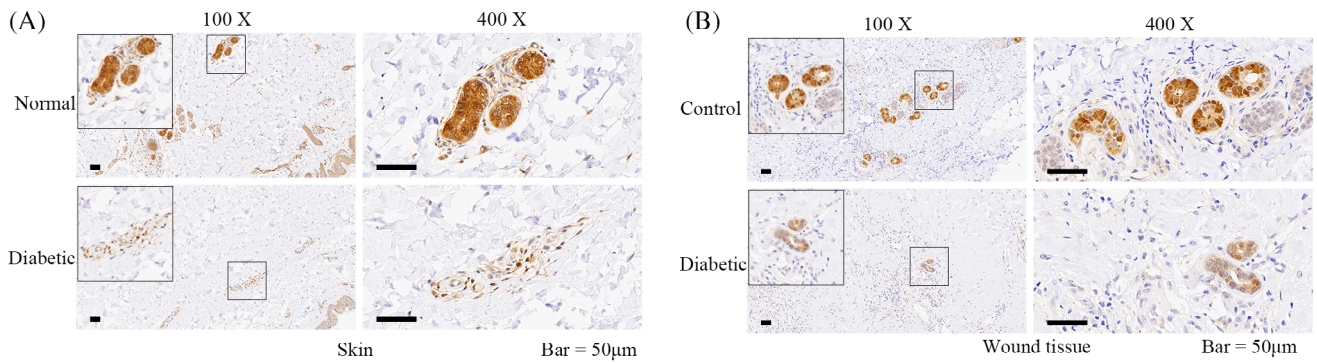 (A)
100 X
400 X
Normal
Diabetic
Skin
Bar = 50μm
(B)
100 X
400 X
Control
Diabetic
Wound tissue
Bar = 50μm